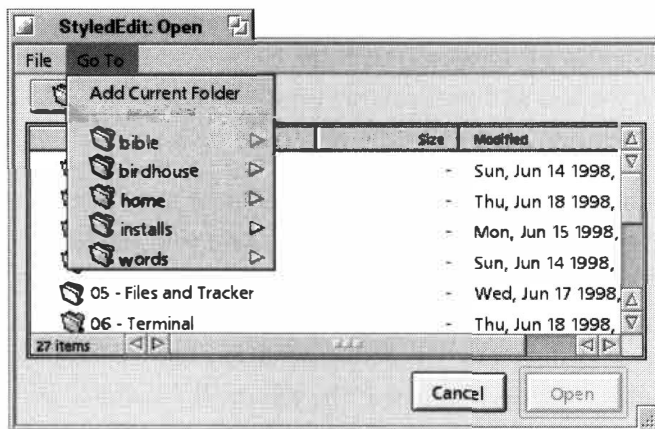 StyledEdit: Open
File Go To
Add Current Folder
Size Modified
bible
Sun, Jun 14 1998,
birdhouse
Thu, Jun 18 1998,
home
Mon, Jun 15 1998,
installs
Sun, Jun 14 1998,
words
05 - Files and Tracker - Wed, Jun 17 1998,
06 - Terminal - Thu, Jun 18 1998,
27 items
Cancel Open